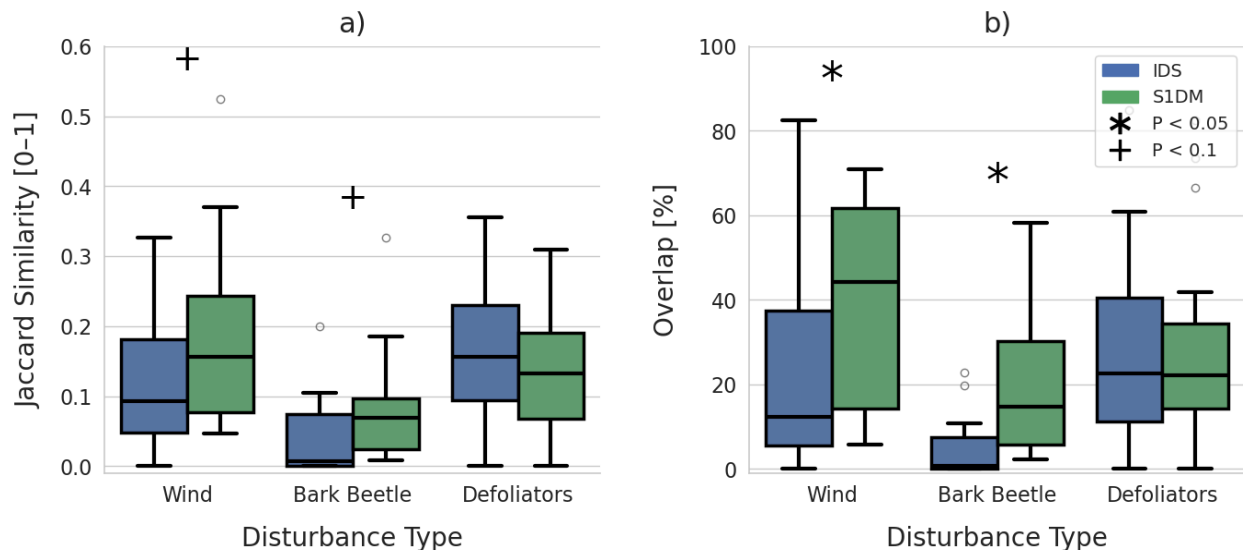 a)
Jaccard Similarity [0–1]
0.6
0.5
0.4
0.3
0.2
0.1
0.0
Wind
Bark Beetle
Defoliators
Disturbance Type
b)
Overlap [%]
100
80
60
40
20
0
IDS
S1DM
P < 0.05
P < 0.1
Wind
Bark Beetle
Defoliators
Disturbance Type